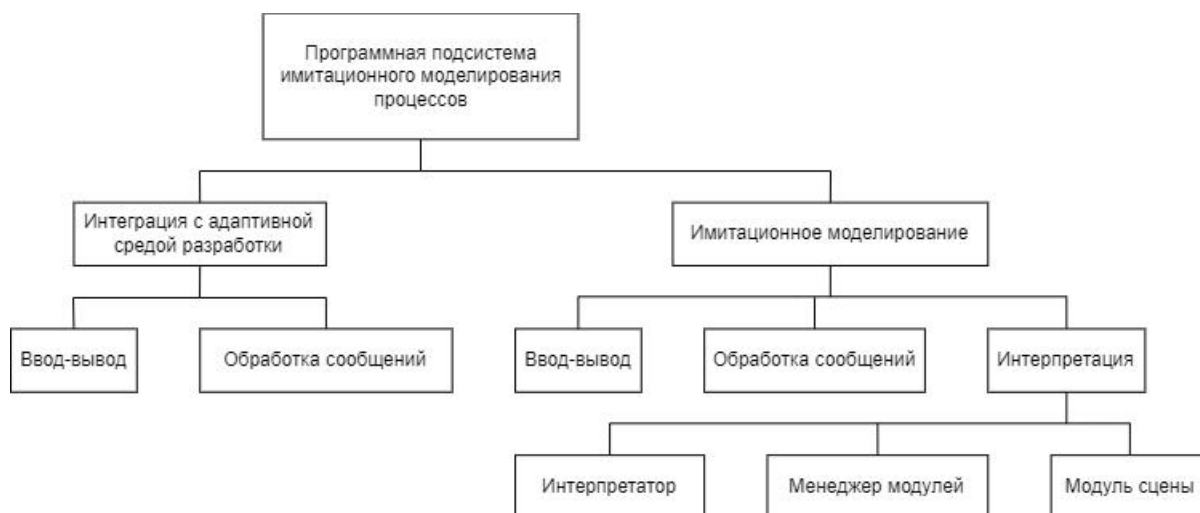 Программная подсистема
имитационного моделирования
процессов
Интеграция с адаптивной
средой разработки
Имитационное моделирование
Ввод-вывод
Обработка сообщений
Ввод-вывод
Обработка сообщений
Интерпретация
Интерпретатор
Менеджер модулей
Модуль сцены